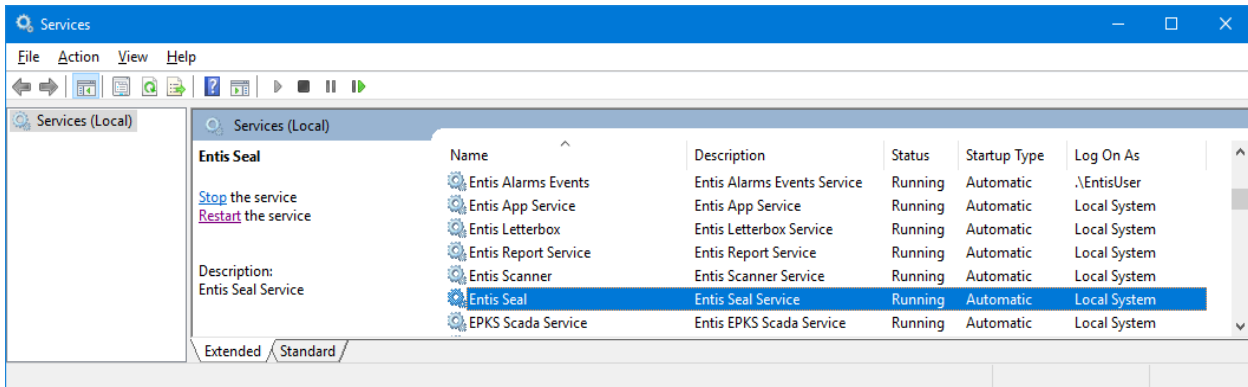 Services
File Action View Help
Services (Local)
Services (Local)
Entis Seal
Stop the service
Restart the service
Description:
Entis Seal Service
Name Description Status Startup Type Log On As
Entis Alarms Events Entis Alarms Events Service Running Automatic .\EntisUser
Entis App Service Entis App Service Running Automatic Local System
Entis Letterbox Entis Letterbox Service Running Automatic Local System
Entis Report Service Entis Report Service Running Automatic Local System
Entis Scanner Entis Scanner Service Running Automatic Local System
Entis Seal Entis Seal Service Running Automatic Local System
EPKS Scada Service Entis EPKS Scada Service Running Automatic Local System
Extended Standard